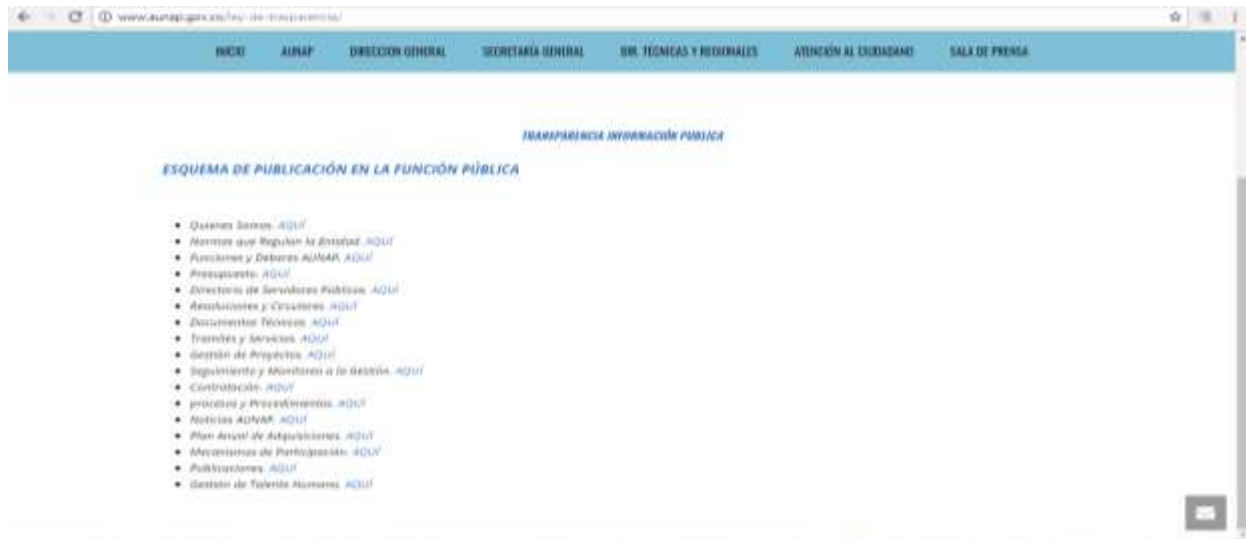 www.aunap.gov.co/ley-de-trasparencia/
INICIO AUNAP DIRECCION GENERAL SECRETARÍA GENERAL DIR. TÉCNICAS Y REGIONALES ATENCIÓN AL CIUDADANO SALA DE PRENSA
TRANSPARENCIA INFORMACIÓN PUBLICA
ESQUEMA DE PUBLICACIÓN EN LA FUNCIÓN PÚBLICA
Quienes Somos. AQUÍ
Normas que Regulan la Entidad. AQUÍ
Funciones y Deberes AUNAP. AQUÍ
Presupuesto. AQUÍ
Directorio de Servidores Públicos. AQUÍ
Resoluciones y Circulares. AQUÍ
Documentos Técnicos. AQUÍ
Tramites y Servicios. AQUÍ
Gestión de Proyectos. AQUÍ
Seguimiento y Monitoreo a la Gestión. AQUÍ
Contratación. AQUÍ
procesos y Procedimientos. AQUÍ
Noticias AUNAP. AQUÍ
Plan Anual de Adquisiciones. AQUÍ
Mecanismos de Participación. AQUÍ
Publicaciones. AQUÍ
Gestión de Talento Humano. AQUÍ